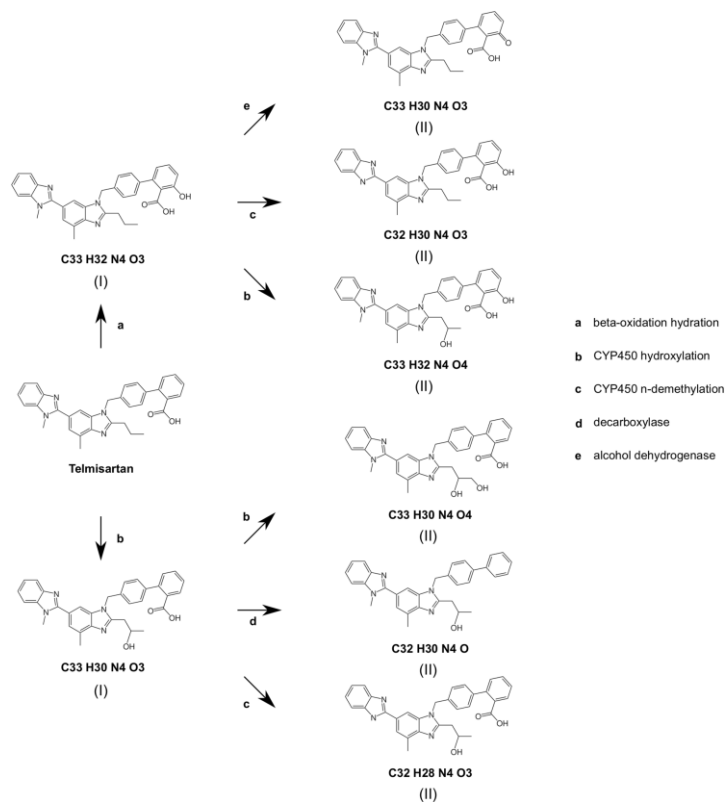 C33 H30 N4 O3
(II)
e
C33 H32 N4 O3
(I)
c
C32 H30 N4 O3
(II)
b
C33 H32 N4 O4
(II)
a
Telmisartan
a beta-oxidation hydration
b CYP450 hydroxylation
c CYP450 n-demethylation
d decarboxylase
e alcohol dehydrogenase
b
b
C33 H30 N4 O4
(II)
C33 H30 N4 O3
(I)
d
C32 H30 N4 O
(II)
c
C32 H28 N4 O3
(II)